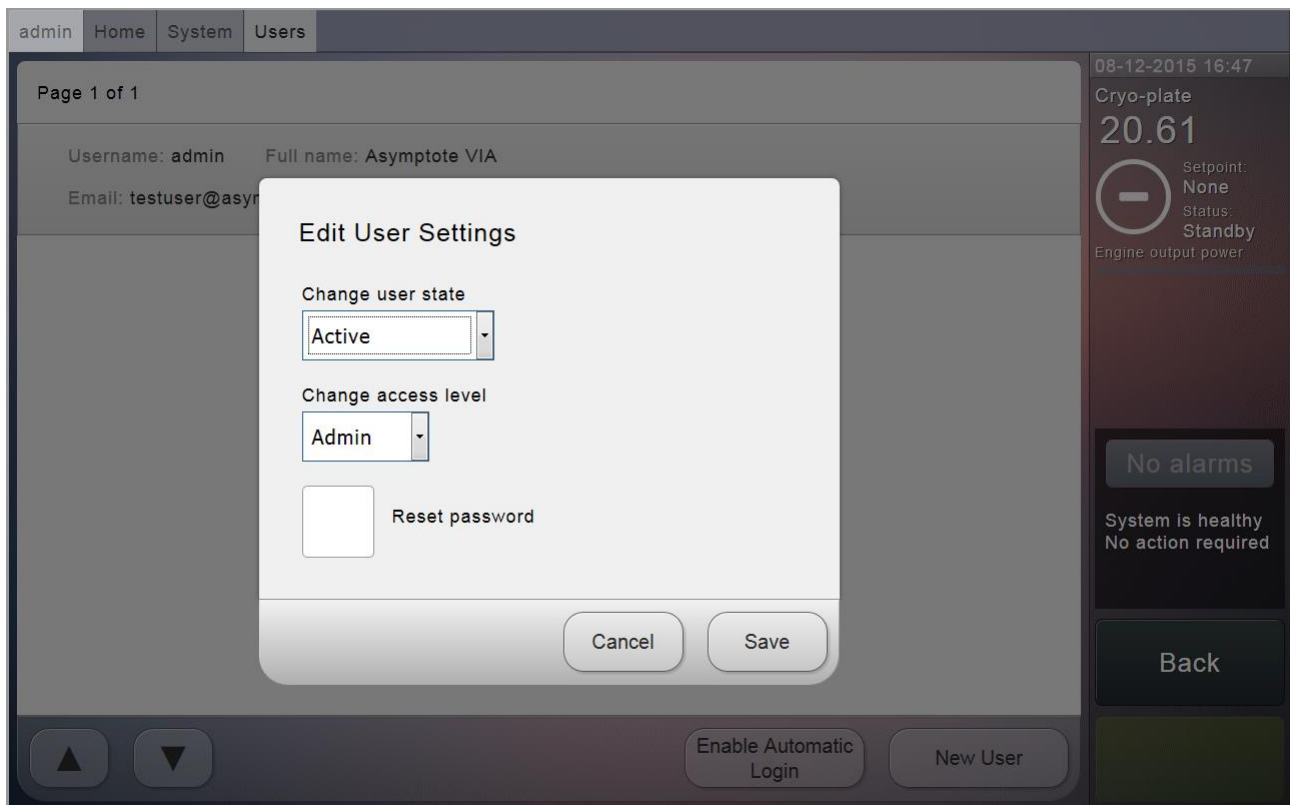 admin Home System Users
08-12-2015 16:47
Page 1 of 1
Cryo-plate
20.61
Setpoint:
None
Status:
Standby
Engine output power
Username: admin Full name: Asymptote VIA
Email: testuser@asym
Edit User Settings
Change user state
Active
Change access level
Admin
Reset password
Cancel Save
No alarms
System is healthy
No action required
Back
Enable Automatic
Login
New User